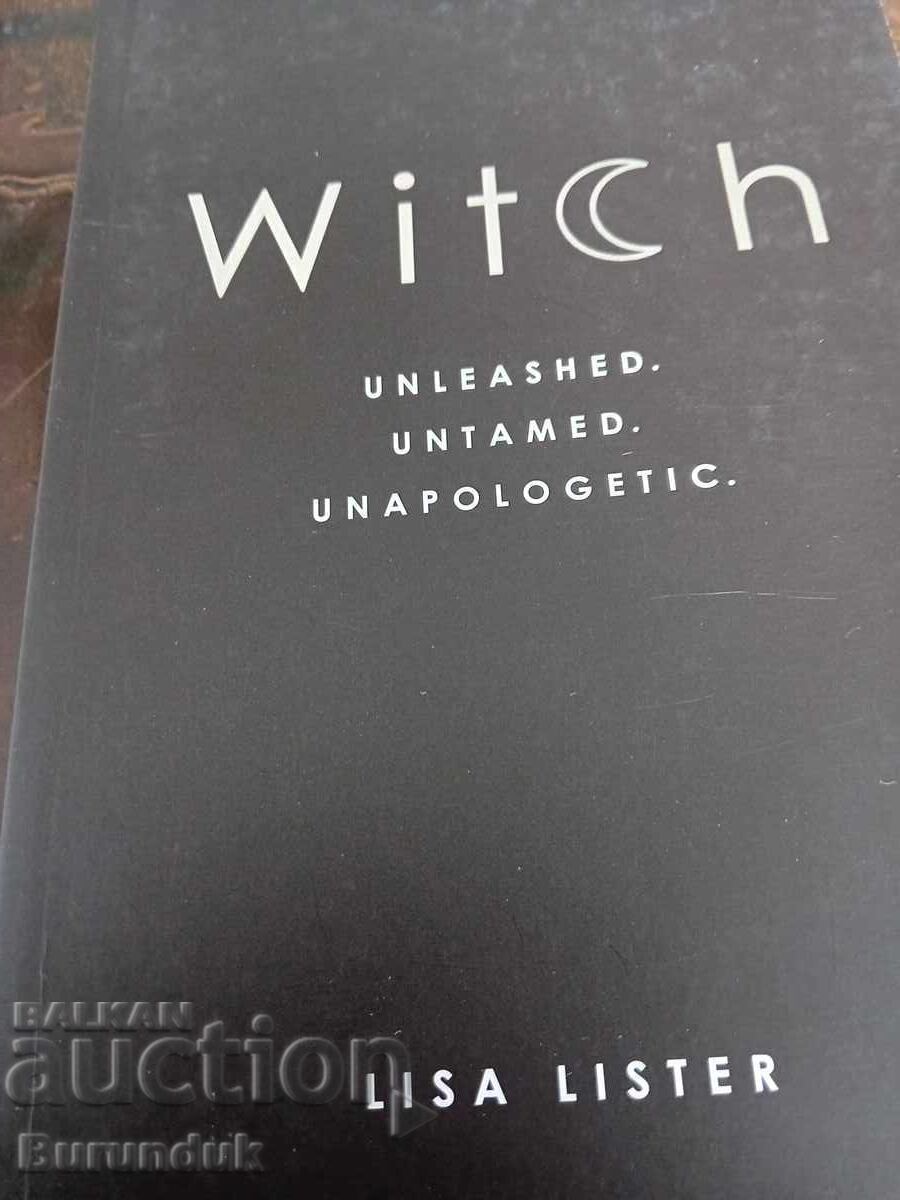 Witch
UNLEASHED.
UNTAMED.
UNAPOLOGETIC.
LISA LISTER
BALKAN
auction
Burunduk